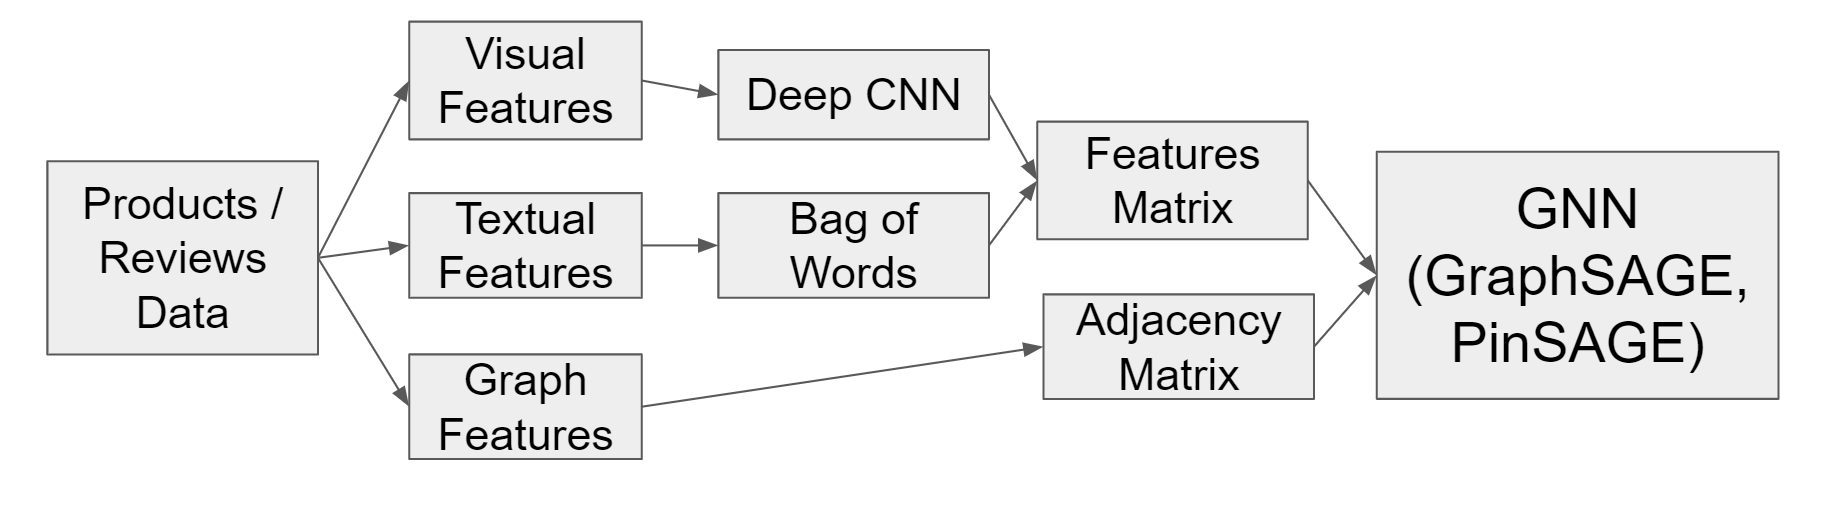 Products /
Reviews
Data
Visual
Features
Textual
Features
Graph
Features
Deep CNN
Bag of
Words
Features
Matrix
Adjacency
Matrix
GNN
(GraphSAGE,
PinSAGE)